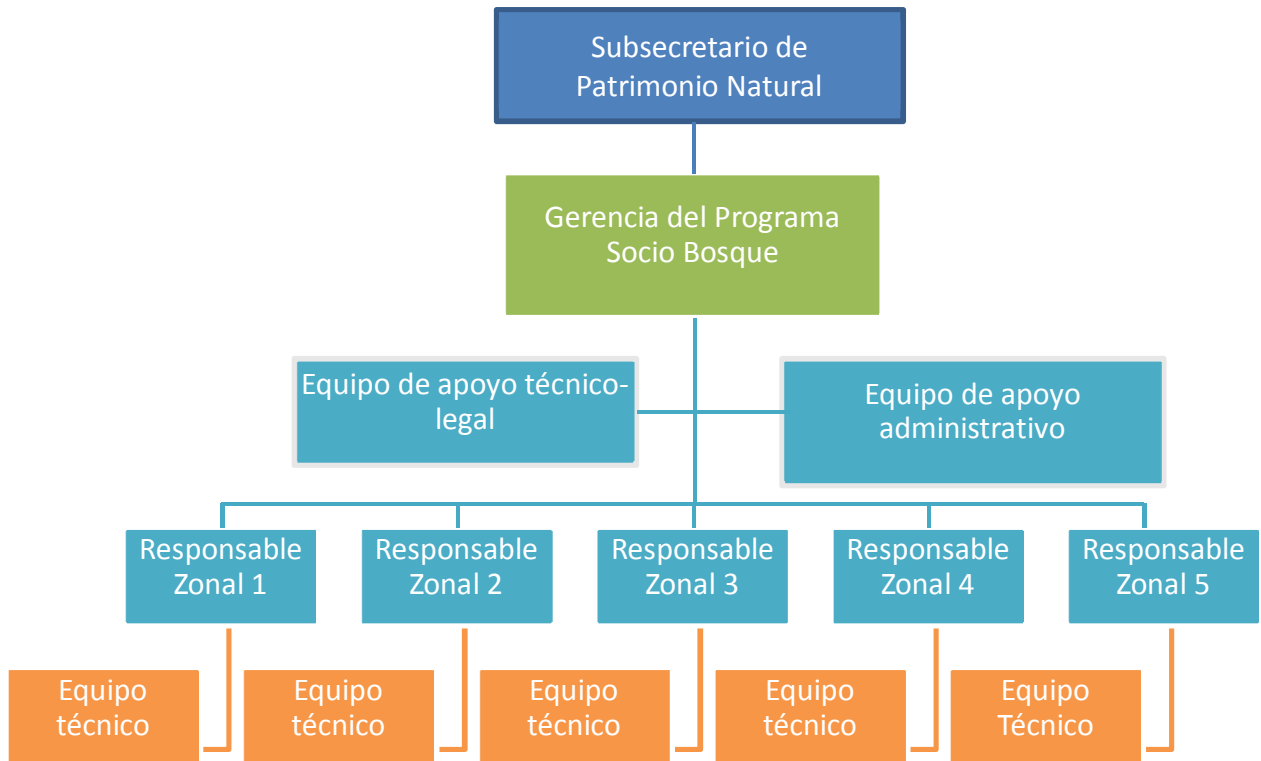 Subsecretario de
Patrimonio Natural
Gerencia del Programa
Socio Bosque
Equipo de apoyo técnico-
legal
Equipo de apoyo
administrativo
Responsable
Zonal 1
Responsable
Zonal 2
Responsable
Zonal 3
Responsable
Zonal 4
Responsable
Zonal 5
Equipo
técnico
Equipo
técnico
Equipo
técnico
Equipo
técnico
Equipo
Técnico